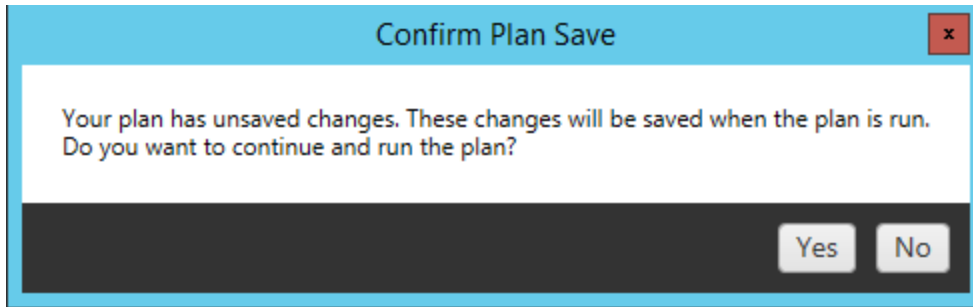 Confirm Plan Save
x
Your plan has unsaved changes. These changes will be saved when the plan is run.
Do you want to continue and run the plan?
Yes No